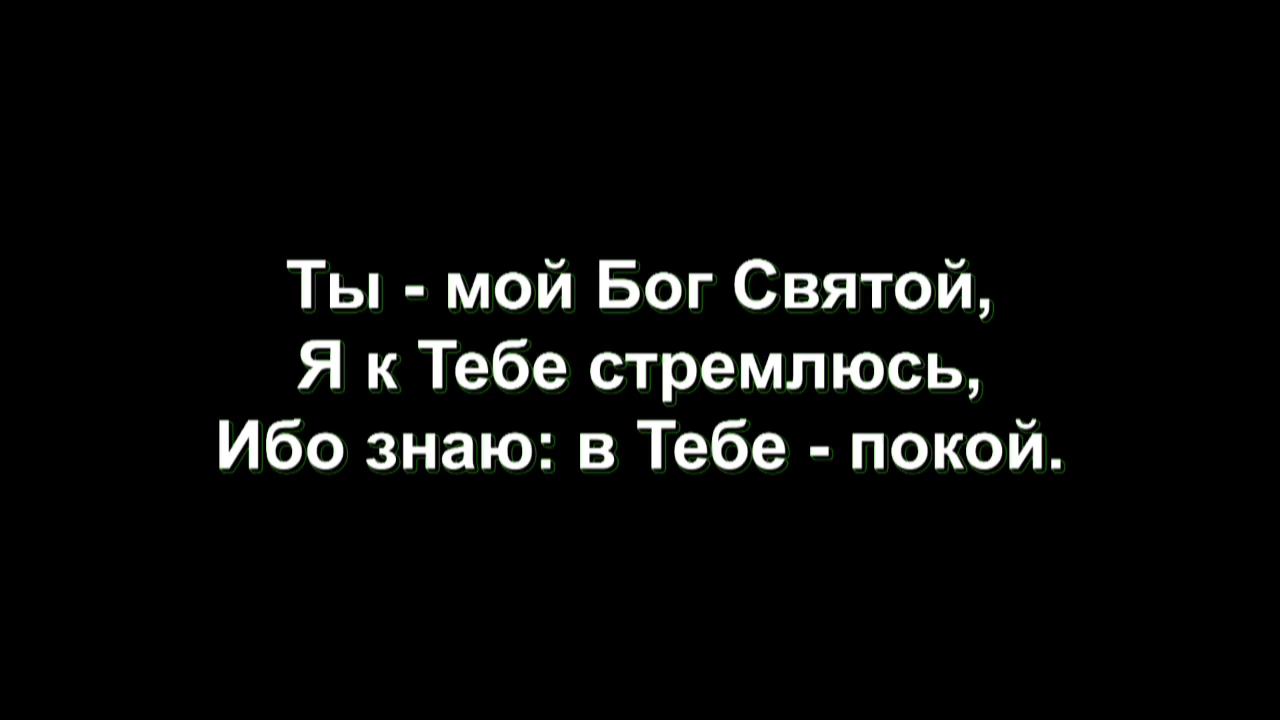 Ты - мой Бог Святой,
Я к Тебе стремлюсь,
Ибо знаю: в Тебе - покой.